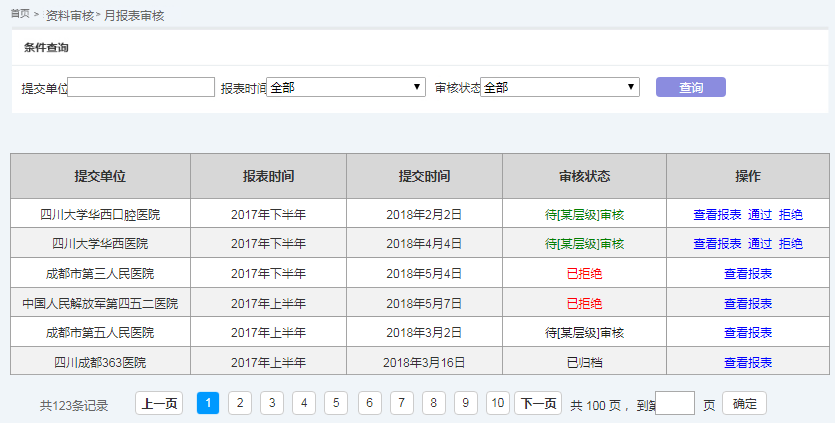 首页 > 资料审核> 月报表审核
条件查询
提交单位 报表时间 全部 审核状态 全部 查询
提交单位 报表时间 提交时间 审核状态 操作
四川大学华西口腔医院 2017年下半年 2018年2月2日 待[某层级]审核 查看报表 通过 拒绝
四川大学华西医院 2017年下半年 2018年4月4日 待[某层级]审核 查看报表 通过 拒绝
成都市第三人民医院 2017年下半年 2018年5月4日 已拒绝 查看报表
中国人民解放军第四五二医院 2017年上半年 2018年5月7日 已拒绝 查看报表
成都市第五人民医院 2017年上半年 2018年3月2日 待[某层级]审核 查看报表
四川成都363医院 2017年上半年 2018年3月16日 已归档 查看报表
共123条记录 上一页 1 2 3 4 5 6 7 8 9 10 下一页 共 100 页， 到第 页 确定